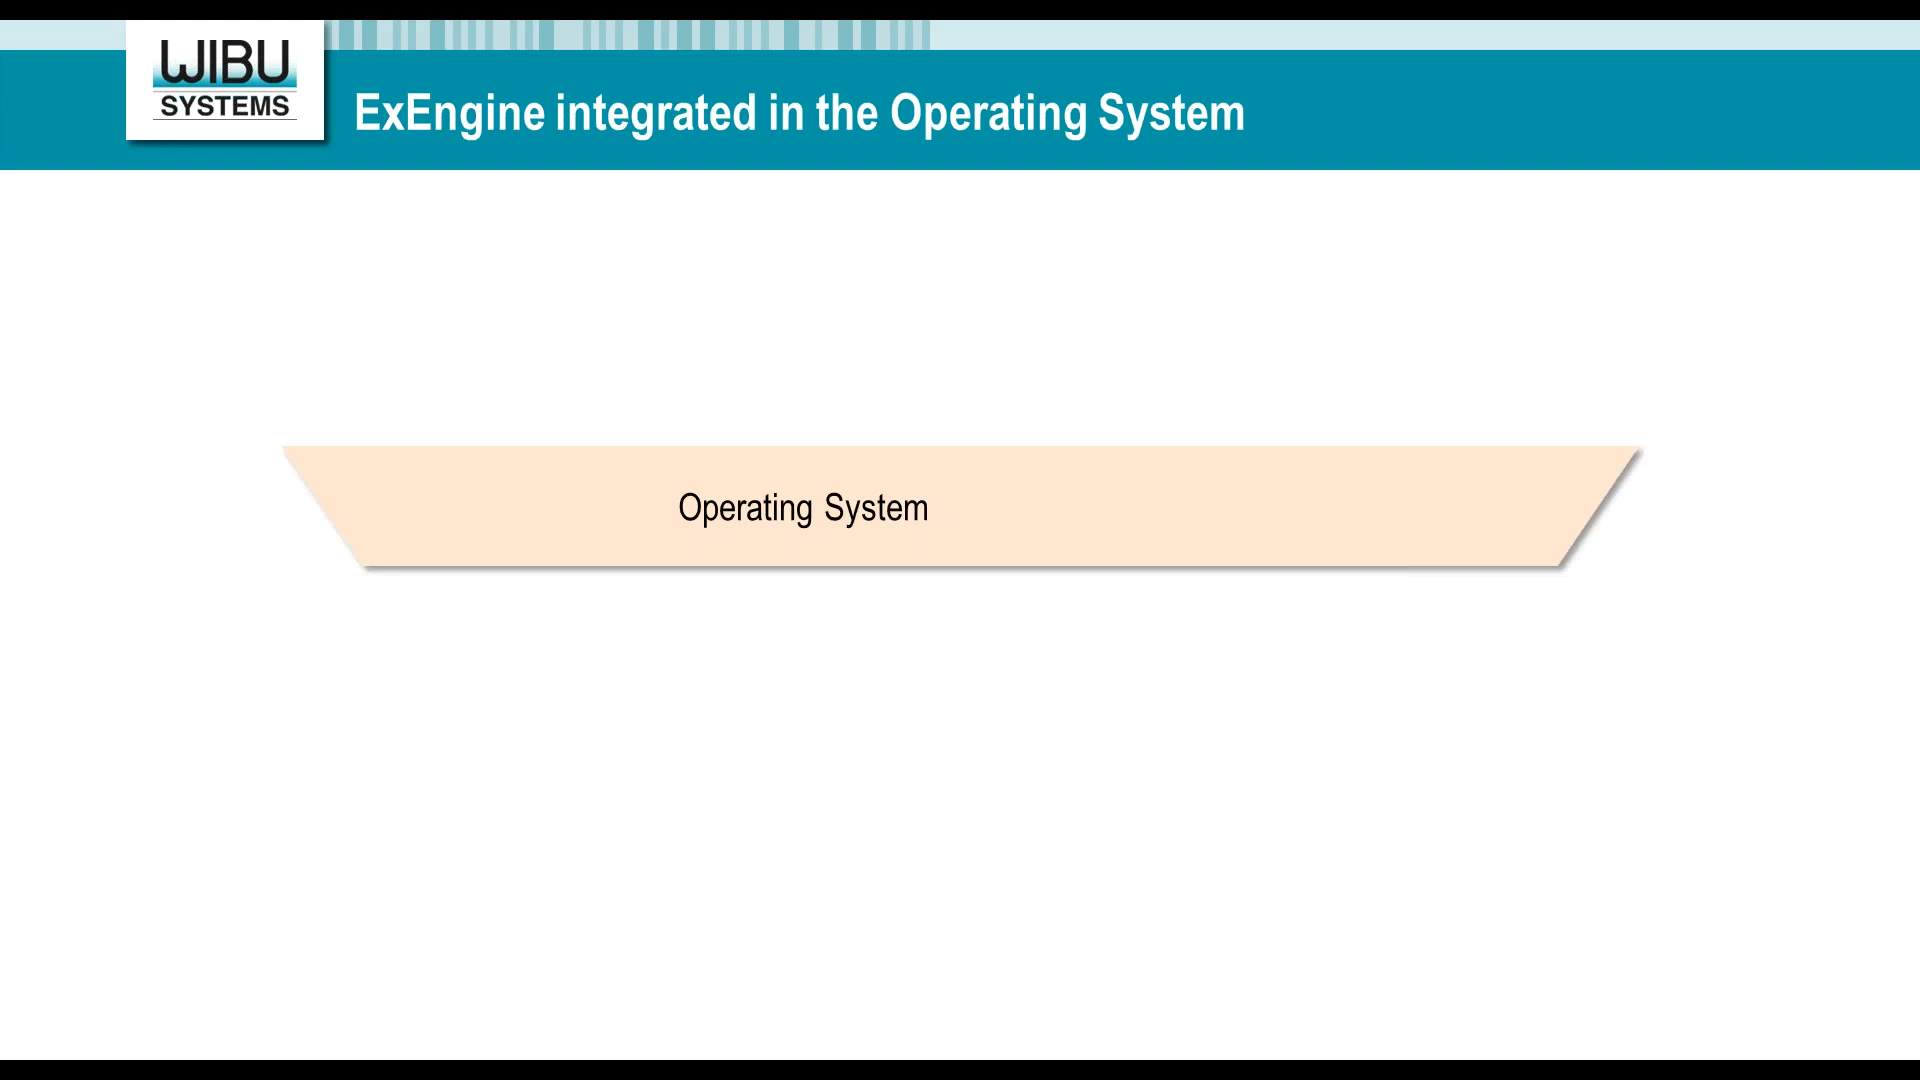 WIBU
SYSTEMS
ExEngine integrated in the Operating System
Operating System